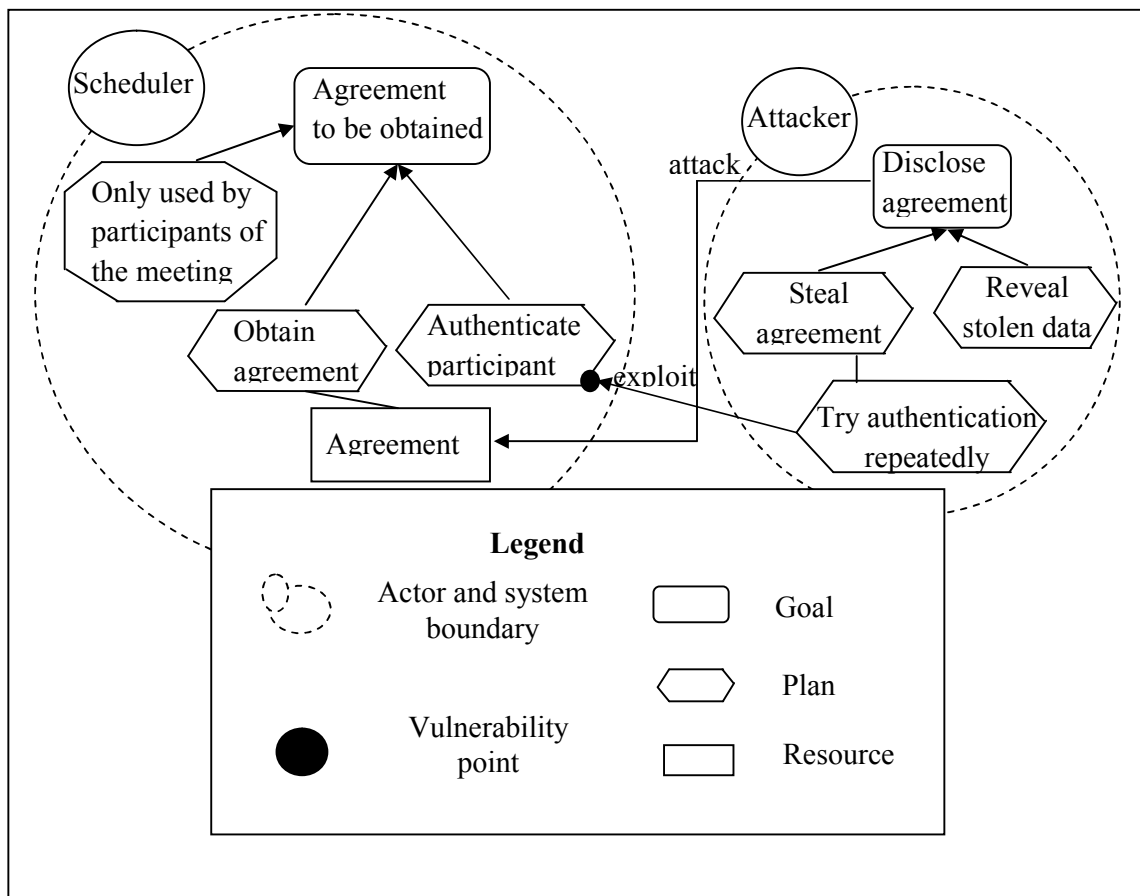 Scheduler
Agreement
to be obtained
Only used by
participants of
the meeting
Obtain
agreement
Authenticate
participant
Agreement
Attacker
attack
Disclose
agreement
Steal
agreement
Reveal
stolen data
exploit
Try authentication
repeatedly
Legend
Actor and system
boundary
Goal
Plan
Vulnerability
point
Resource